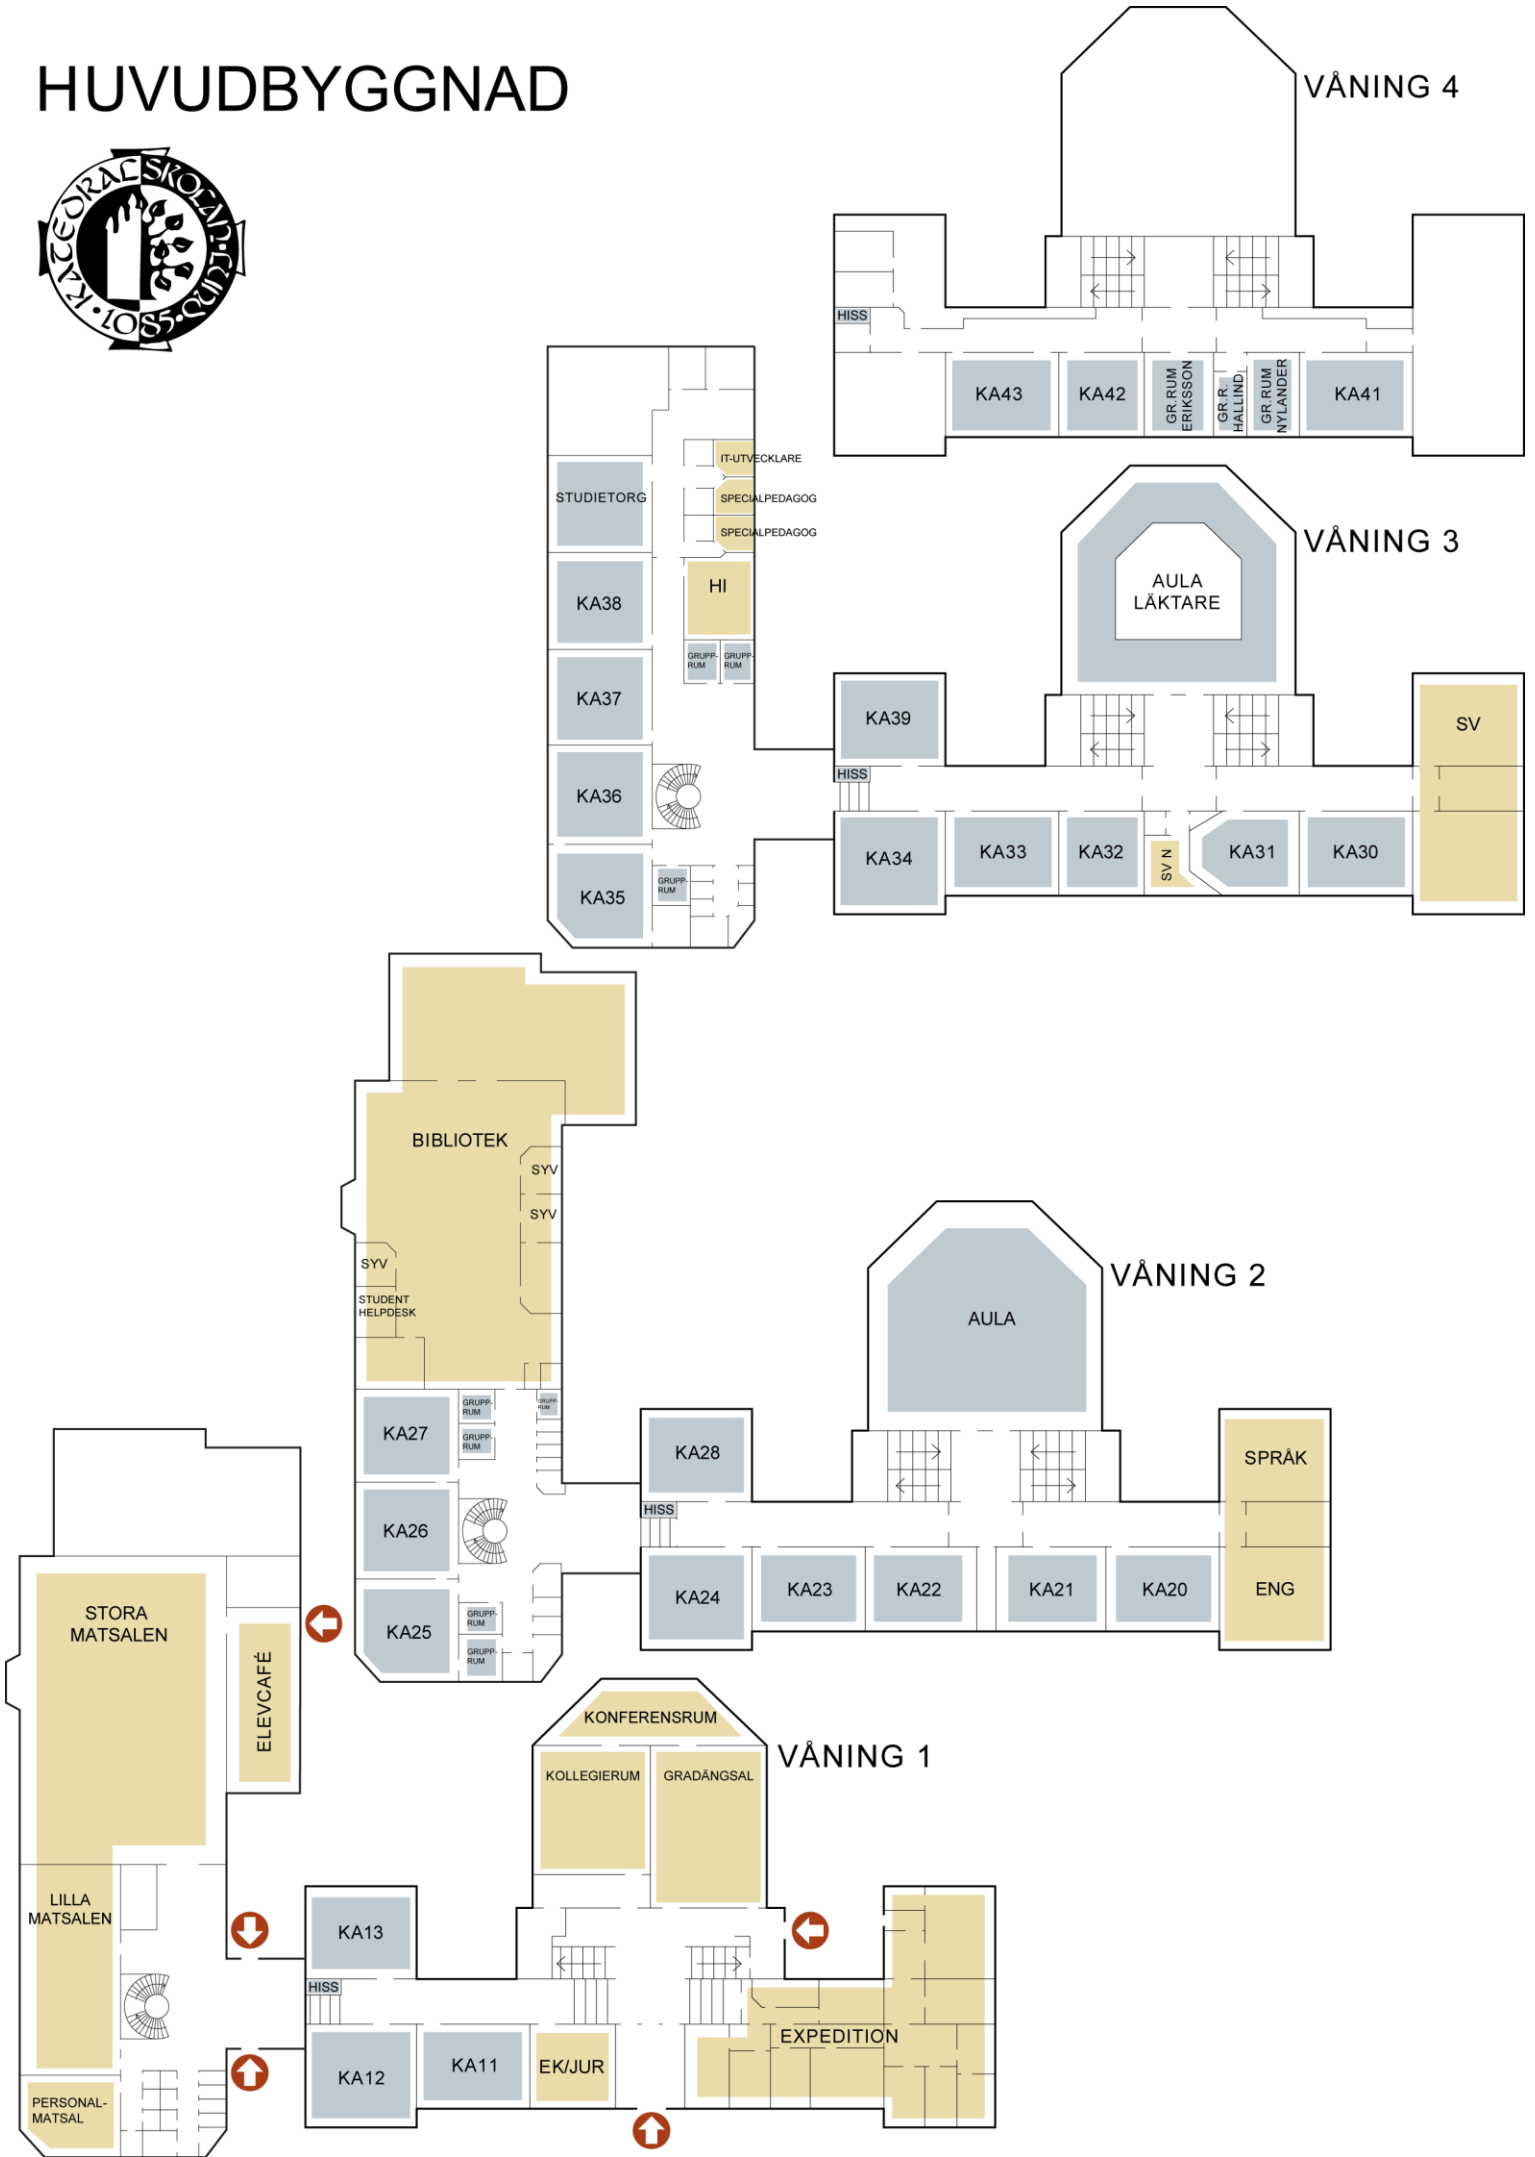 HUVUDBYGGNAD
KATEDRALSKOLAN·LUND·1085·
VÅNING 4
HISS
KA43
KA42
GR.RUM
ERIKSSON
GR.R.
HALLIND
GR.RUM
NYLANDER
KA41
VÅNING 3
IT-UTVECKLARE
STUDIETORG
SPECIALPEDAGOG
SPECIALPEDAGOG
HI
KA38
GRUPP-
RUM
GRUPP-
RUM
KA37
KA36
KA35
GRUPP-
RUM
AULA
LÄKTARE
KA39
HISS
KA34
KA33
KA32
SV N
KA31
KA30
SV
VÅNING 2
BIBLIOTEK
SYV
SYV
SYV
STUDENT
HELPDESK
KA27
GRUPP-
RUM
GRUPP-
RUM
GRUPP-
RUM
KA26
KA25
GRUPP-
RUM
GRUPP-
RUM
AULA
KA28
HISS
KA24
KA23
KA22
KA21
KA20
SPRÅK
ENG
VÅNING 1
STORA
MATSALEN
ELEVCAFÉ
LILLA
MATSALEN
PERSONAL-
MATSAL
KONFERENSRUM
KOLLEGIERUM
GRADÄNGSAL
KA13
HISS
KA12
KA11
EK/JUR
EXPEDITION